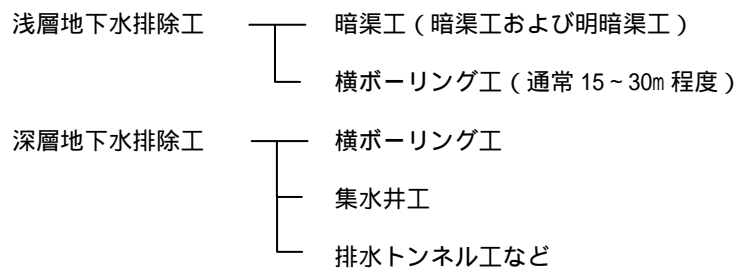 浅層地下水排除工 暗渠工(暗渠工および明暗渠工)
横ボーリング工(通常15~30m程度)
深層地下水排除工 横ボーリング工
集水井工
排水トンネル工など